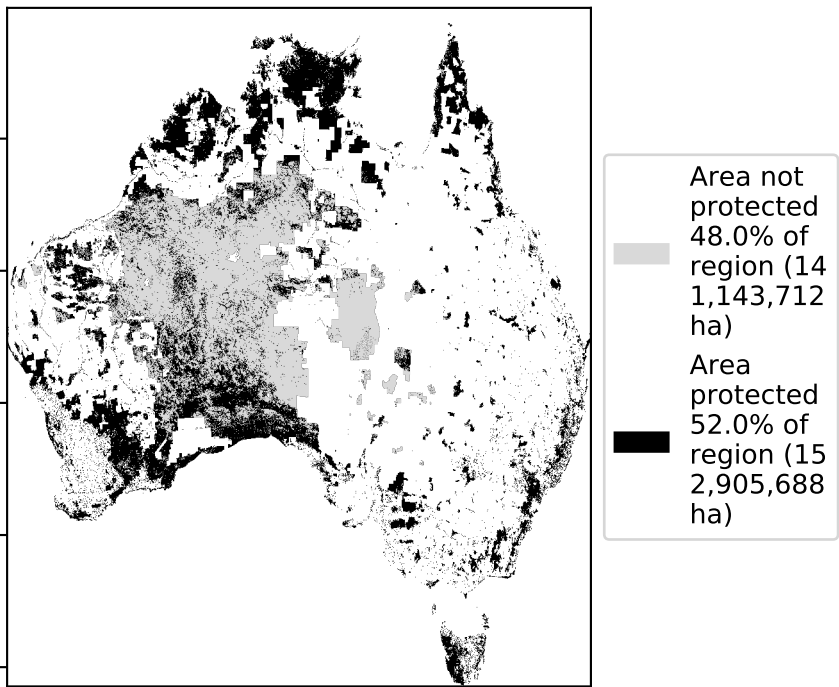 Area not
protected
48.0% of
region (14
1,143,712
ha)
Area
protected
52.0% of
region (15
2,905,688
ha)